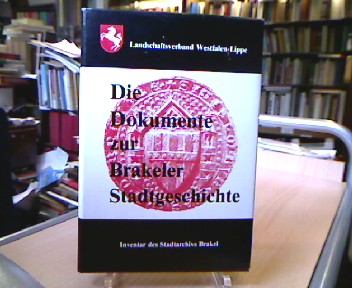 Landschaftsverband Westfalen-Lippe
Die
Dokumente
zur
Brakeler
Stadtgeschichte
Inventar des Stadtarchivs Brakel